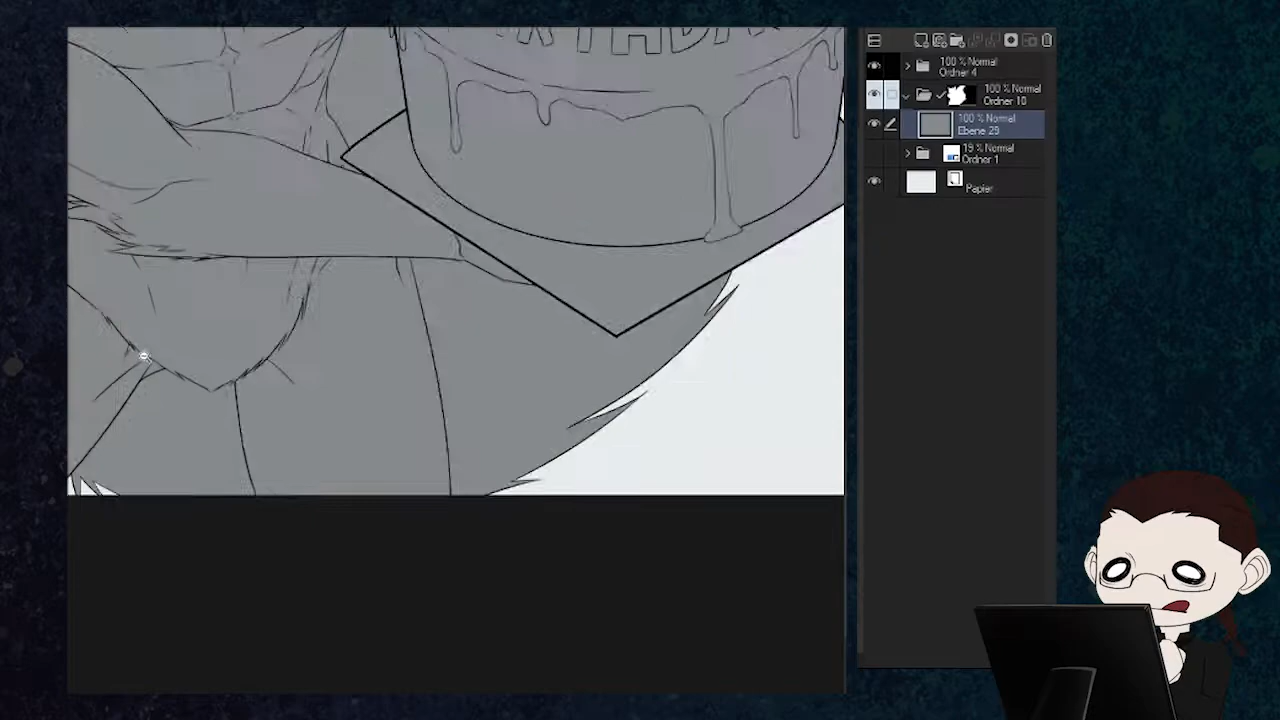 100 % Normal
Ordner 4
100 % Normal
Ordner 10
100 % Normal
Ebene 29
19 % Normal
Ordner 1
Papier